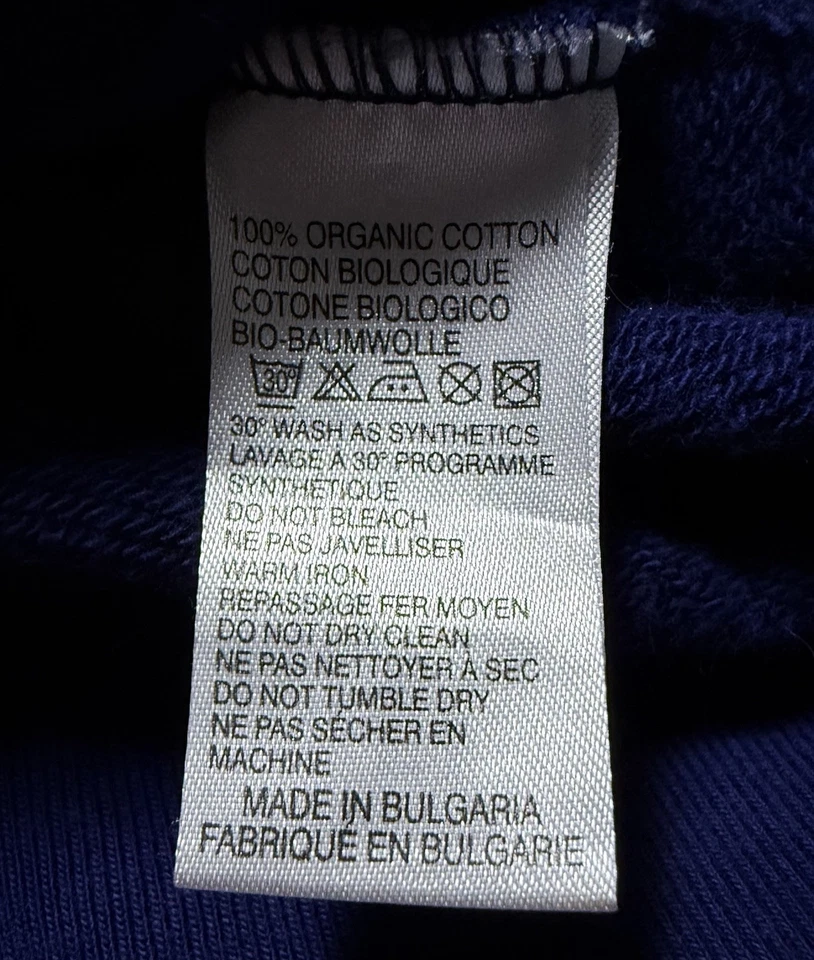 100% ORGANIC COTTON
COTON BIOLOGIQUE
COTONE BIOLOGICO
BIO-BAUMWOLLE
30°
30° WASH AS SYNTHETICS
LAVAGE À 30° PROGRAMME
SYNTHETIQUE
DO NOT BLEACH
NE PAS JAVELLISER
WARM IRON
REPASSAGE FER MOYEN
DO NOT DRY CLEAN
NE PAS NETTOYER À SEC
DO NOT TUMBLE DRY
NE PAS SÉCHER EN
MACHINE
MADE IN BULGARIA
FABRIQUÉ EN BULGARIE